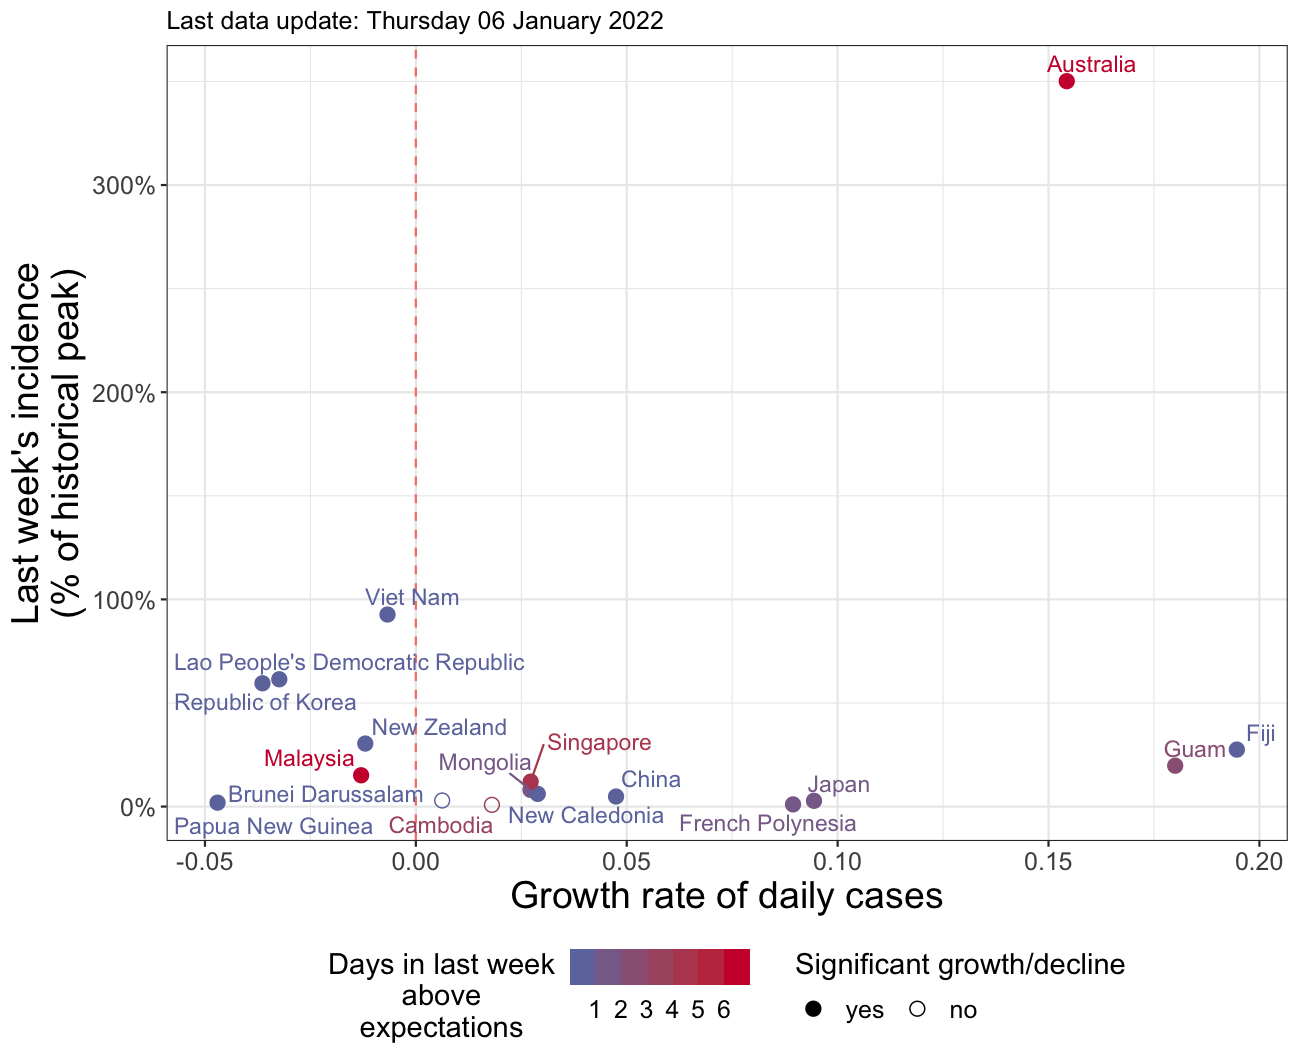 Last data update: Thursday 06 January 2022
Last week's incidence
(% of historical peak)
300%
200%
100%
0%
Australia
Viet Nam
Lao People's Democratic Republic
Republic of Korea
New Zealand
Malaysia
Singapore
Mongolia
Fiji
Guam
China
Japan
Brunei Darussalam
Papua New Guinea
Cambodia
New Caledonia
French Polynesia
-0.05
0.00
0.05
0.10
0.15
0.20
Growth rate of daily cases
Days in last week
above
expectations
1 2 3 4 5 6
Significant growth/decline
yes
no